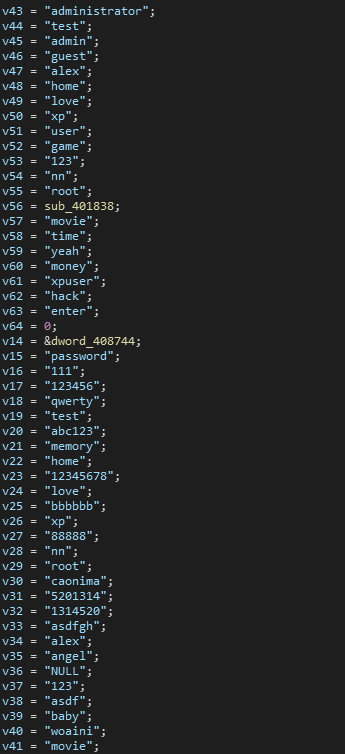 v43 = "administrator";
v44 = "test";
v45 = "admin";
v46 = "guest";
v47 = "alex";
v48 = "home";
v49 = "love";
v50 = "xp";
v51 = "user";
v52 = "game";
v53 = "123";
v54 = "nn";
v55 = "root";
v56 = sub_401838;
v57 = "movie";
v58 = "time";
v59 = "yeah";
v60 = "money";
v61 = "xpuser";
v62 = "hack";
v63 = "enter";
v64 = 0;
v14 = &dword_408744;
v15 = "password";
v16 = "111";
v17 = "123456";
v18 = "qwerty";
v19 = "test";
v20 = "abc123";
v21 = "memory";
v22 = "home";
v23 = "12345678";
v24 = "love";
v25 = "bbbbbb";
v26 = "xp";
v27 = "88888";
v28 = "nn";
v29 = "root";
v30 = "caonima";
v31 = "5201314";
v32 = "1314520";
v33 = "asdfgh";
v34 = "alex";
v35 = "angel";
v36 = "NULL";
v37 = "123";
v38 = "asdf";
v39 = "baby";
v40 = "woaini";
v41 = "movie";